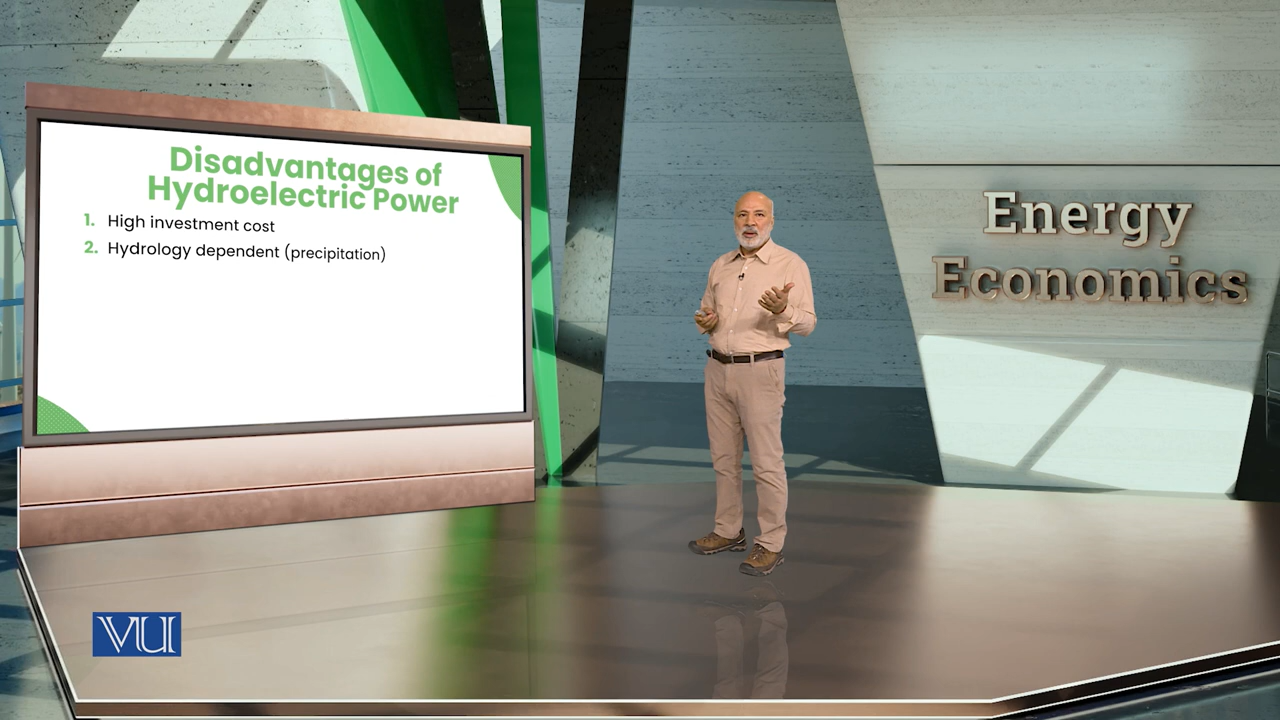 Disadvantages of
Hydroelectric Power
1. High investment cost
2. Hydrology dependent (precipitation)
Energy
Economics
VU